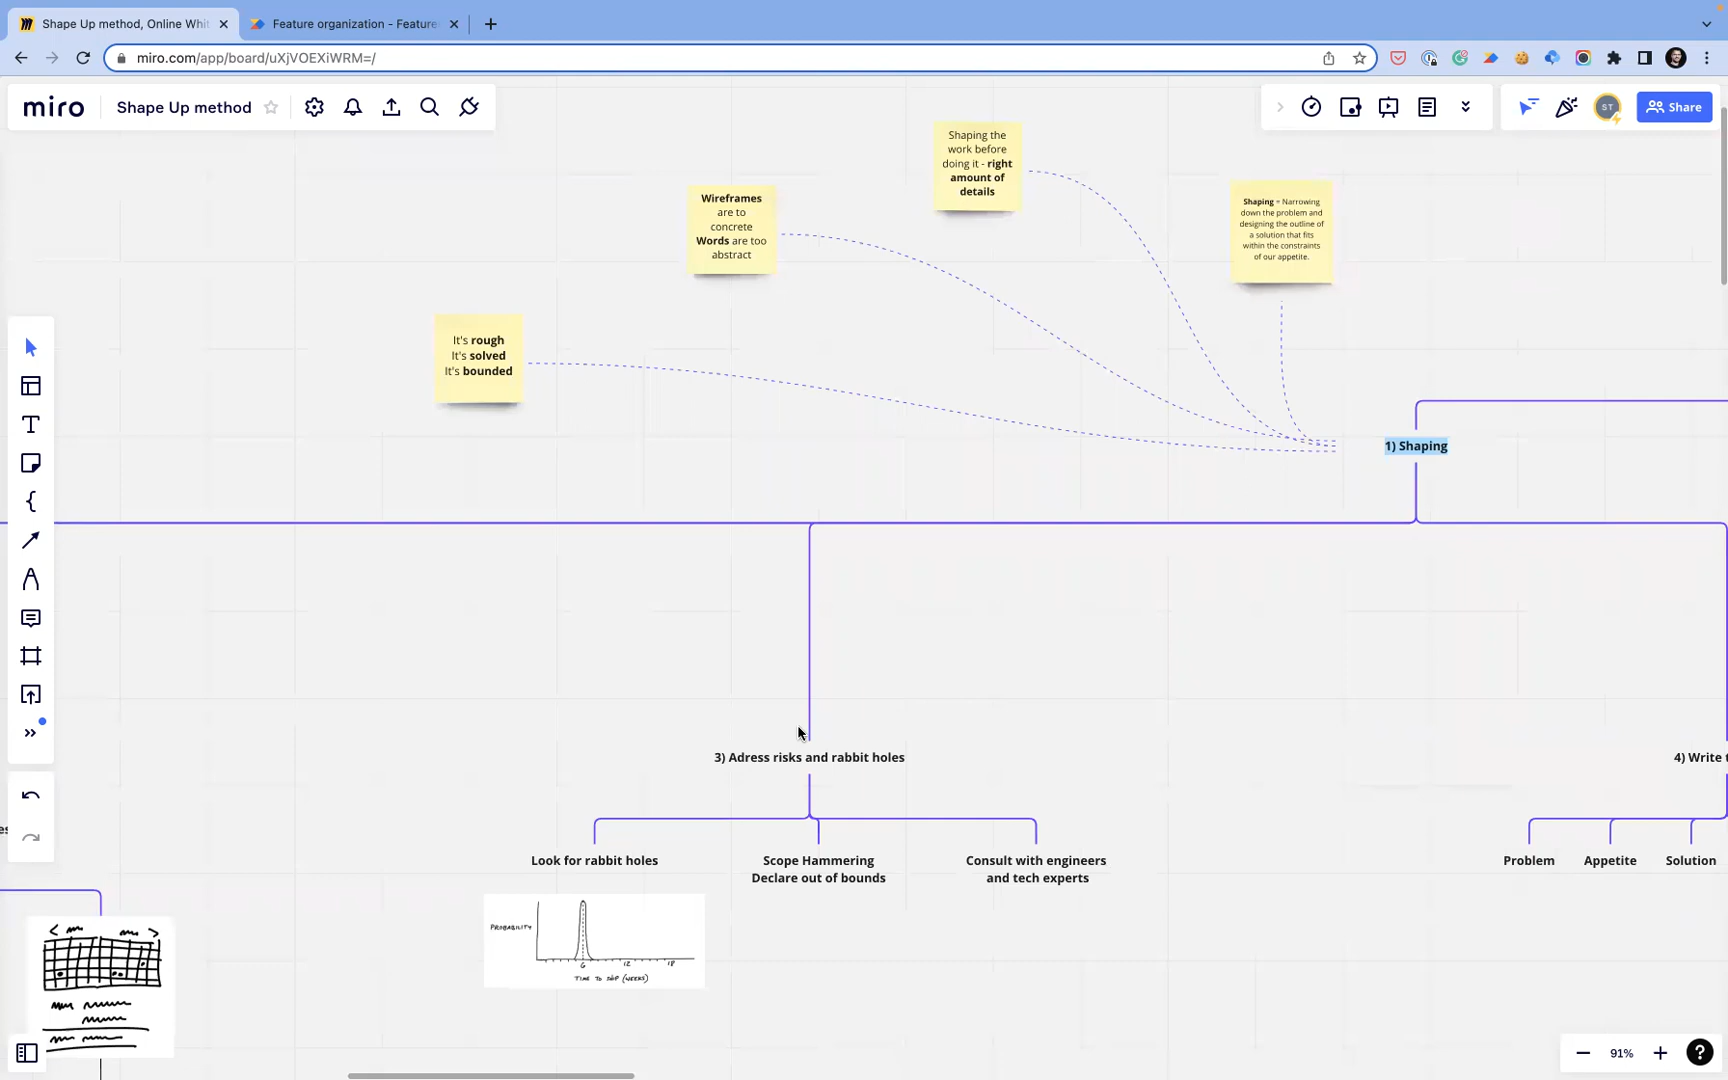 Shape Up method, Online Whi
Feature organization - Feature
miro.com/app/board/uXjVOEXiWRM=/
miro
Shape Up method
ST
Share
Shaping the
work before
doing it - right
amount of
details
Wireframes
are to
concrete
Words are too
abstract
Shaping = Narrowing
down the problem and
designing the outline of
a solution that fits
within the constraints
of our appetite.
It's rough
It's solved
It's bounded
1) Shaping
3) Adress risks and rabbit holes
4) Write t
es
Look for rabbit holes
Scope Hammering
Declare out of bounds
Consult with engineers
and tech experts
Problem
Appetite
Solution
PROBABILITY
6
12
18
TIME TO SHIP (WEEKS)
91%